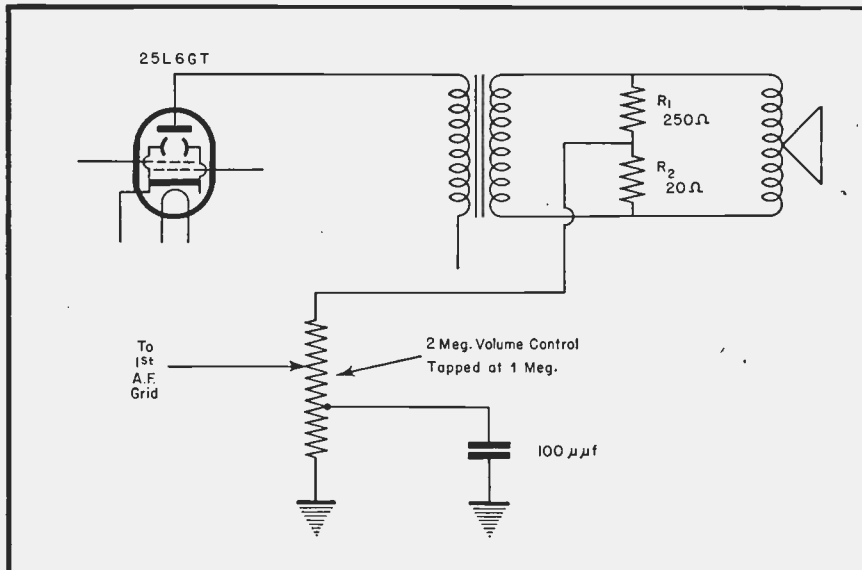 25L6GT
R1
250Ω
R2
20Ω
2 Meg. Volume Control
Tapped at 1 Meg.
To
1st
A.F.
Grid
100 μμf